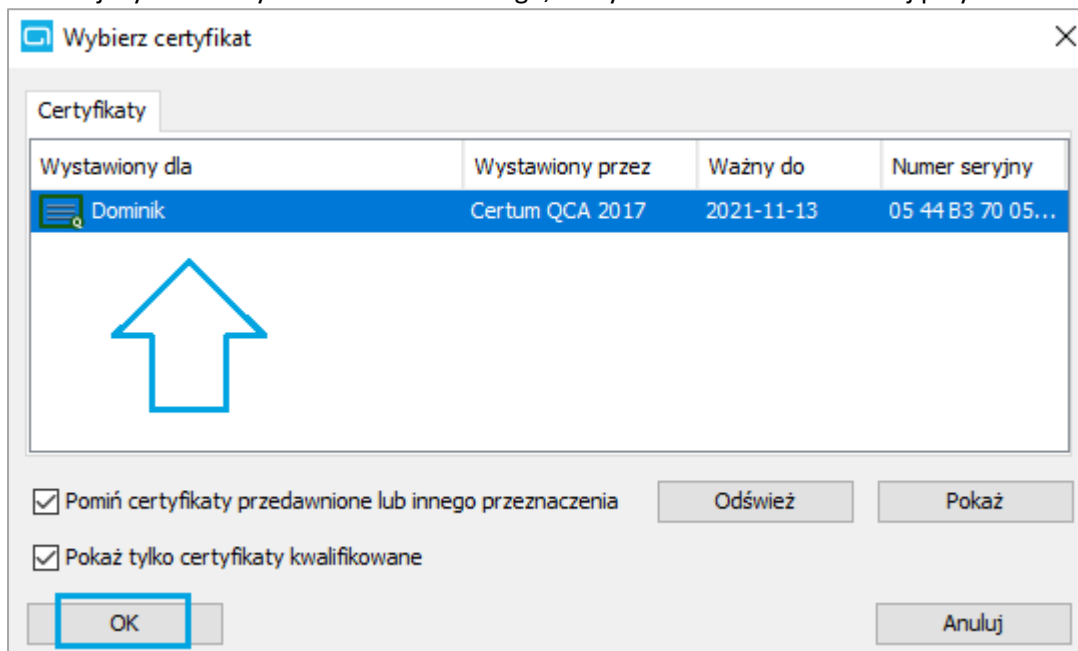 Wybierz certyfikat
Certyfikaty
Wystawiony dla Wystawiony przez Ważny do Numer seryjny
Dominik Certum QCA 2017 2021-11-13 05 44 B3 70 05...
Pomiń certyfikaty przedawnione lub innego przeznaczenia Odśwież Pokaż
Pokaż tylko certyfikaty kwalifikowane
OK Anuluj